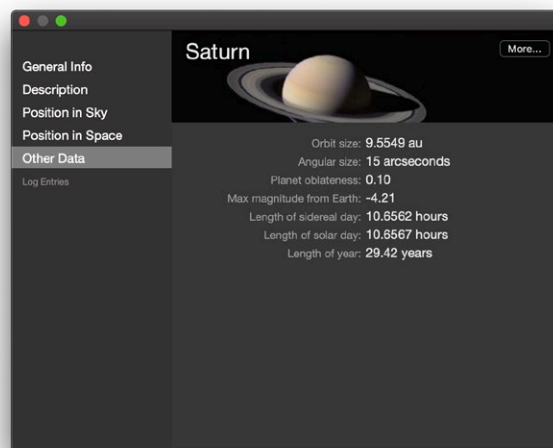 Saturn
More...
General Info
Description
Position in Sky
Position in Space
Other Data
Log Entries
Orbit size: 9.5549 au
Angular size: 15 arcseconds
Planet oblateness: 0.10
Max magnitude from Earth: -4.21
Length of sidereal day: 10.6562 hours
Length of solar day: 10.6567 hours
Length of year: 29.42 years